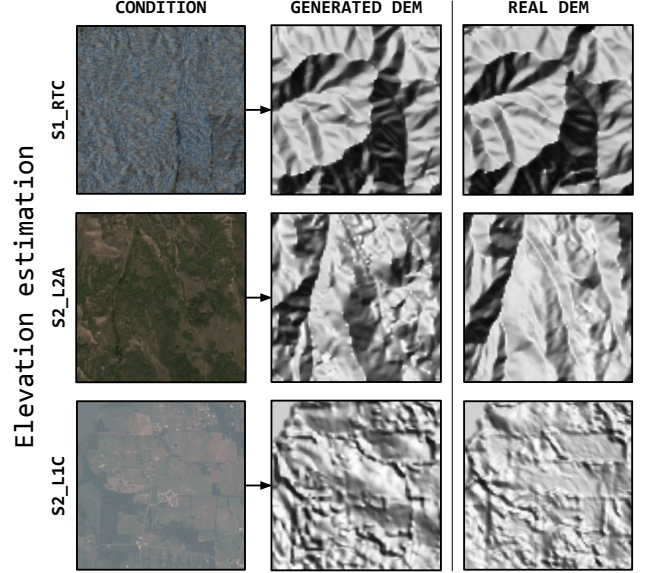 CONDITION
GENERATED DEM
REAL DEM
Elevation estimation
S1_RTC
S2_L2A
S2_L1C